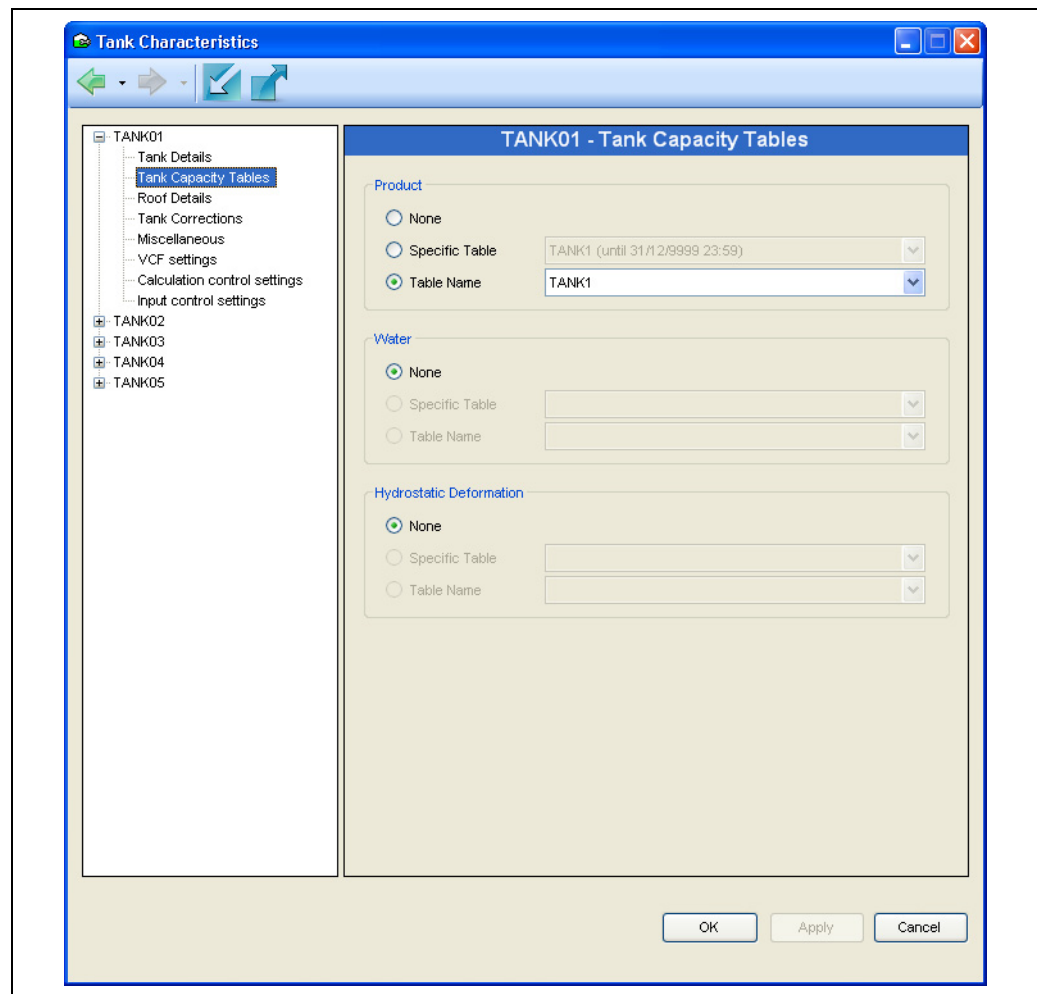 Tank Characteristics
TANK01
Tank Details
Tank Capacity Tables
Roof Details
Tank Corrections
Miscellaneous
VCF settings
Calculation control settings
Input control settings
TANK02
TANK03
TANK04
TANK05
TANK01 - Tank Capacity Tables
Product
None
Specific Table TANK1 (until 31/12/9999 23:59)
Table Name TANK1
Water
None
Specific Table
Table Name
Hydrostatic Deformation
None
Specific Table
Table Name
OK Apply Cancel